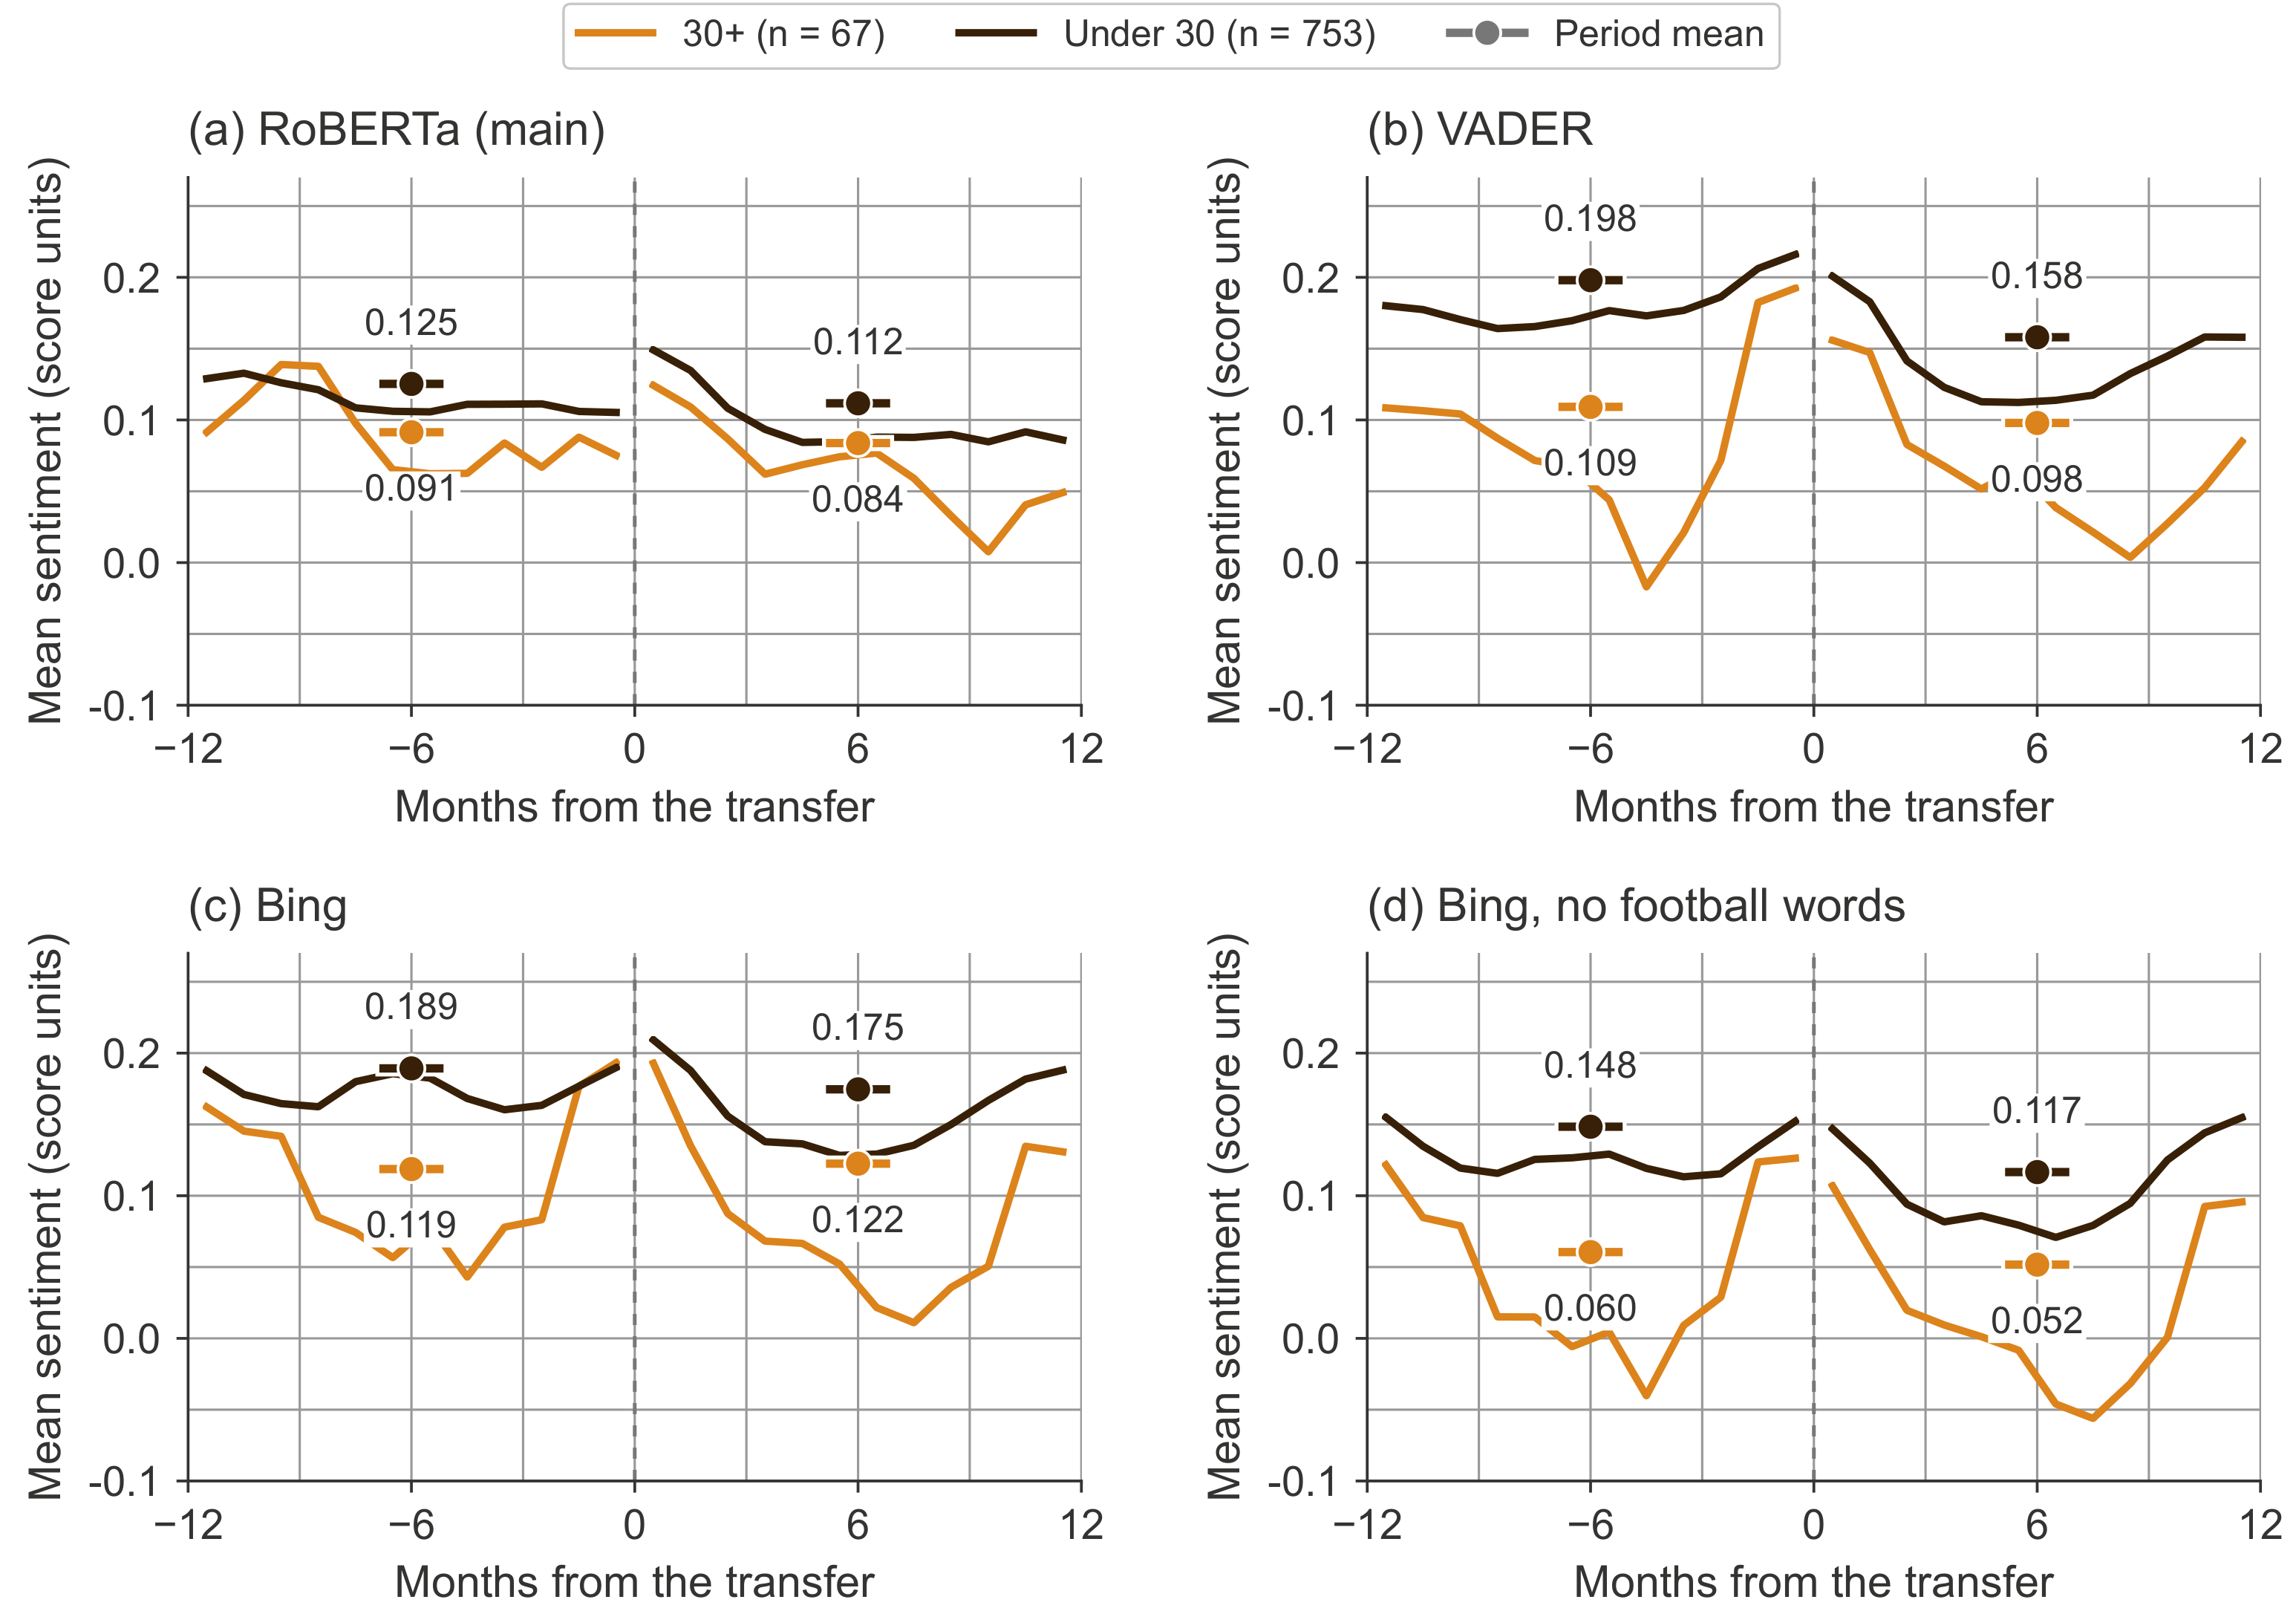 30+ (n = 67) Under 30 (n = 753) Period mean
(a) RoBERTa (main)
Mean sentiment (score units)
0.2
0.1
0.0
-0.1
0.125
0.091
0.112
0.084
−12 −6 0 6 12
Months from the transfer
(b) VADER
Mean sentiment (score units)
0.2
0.1
0.0
-0.1
0.198
0.109
0.158
0.098
−12 −6 0 6 12
Months from the transfer
(c) Bing
Mean sentiment (score units)
0.2
0.1
0.0
-0.1
0.189
0.119
0.175
0.122
−12 −6 0 6 12
Months from the transfer
(d) Bing, no football words
Mean sentiment (score units)
0.2
0.1
0.0
-0.1
0.148
0.060
0.117
0.052
−12 −6 0 6 12
Months from the transfer